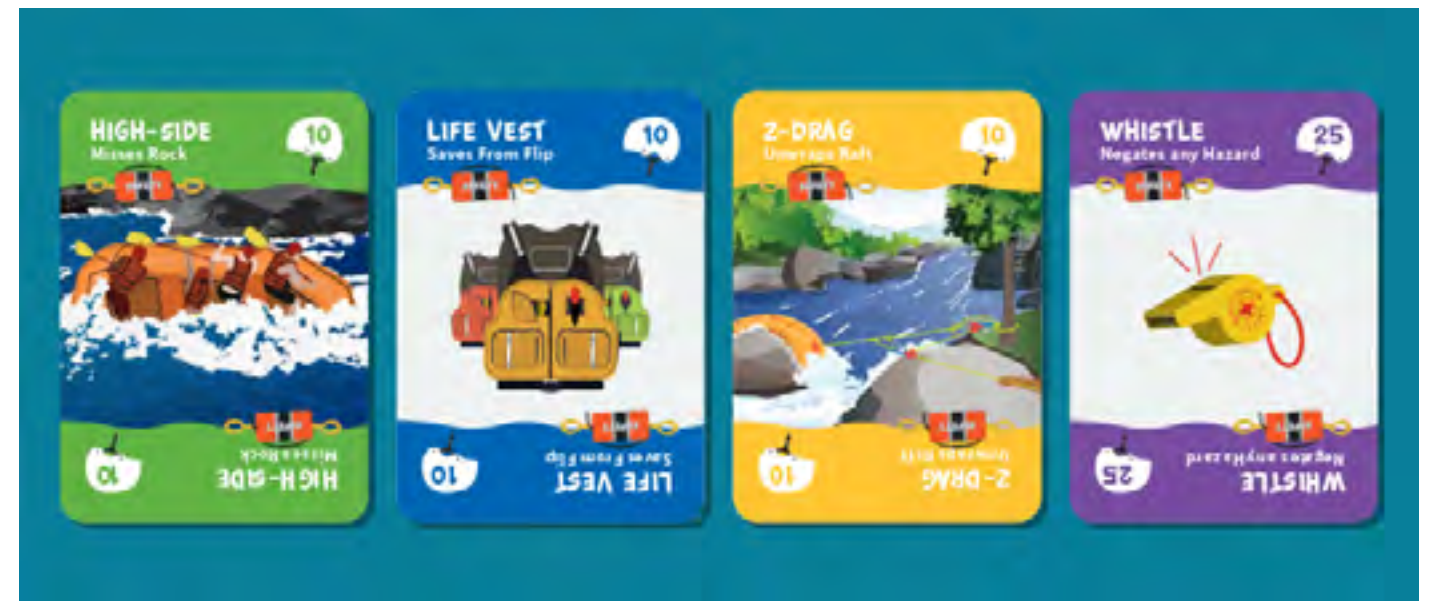 HIGH-SIDE
Misses Rock
10
LIFE VEST
Saves From Flip
10
Z-DRAG
Unwraps Raft
10
WHISTLE
Negates any Hazard
25
10
Misses Rock
HIGH-SIDE
10
Saves From Flip
LIFE VEST
10
Unwraps Raft
Z-DRAG
25
Negates any Hazard
WHISTLE